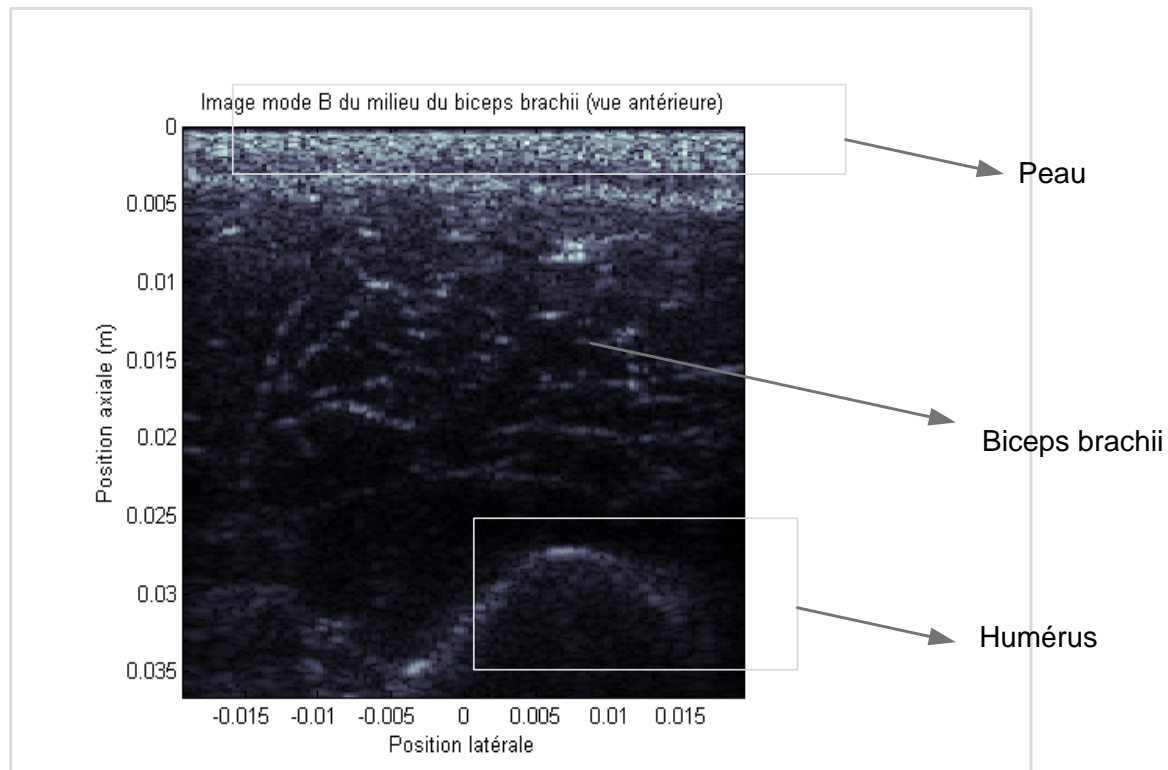 Image mode B du milieu du biceps brachii (vue antérieure)
0
0.005
0.01
0.015
0.02
0.025
0.03
0.035
Position axiale (m)
-0.015 -0.01 -0.005 0 0.005 0.01 0.015
Position latérale
Peau
Biceps brachii
Humérus